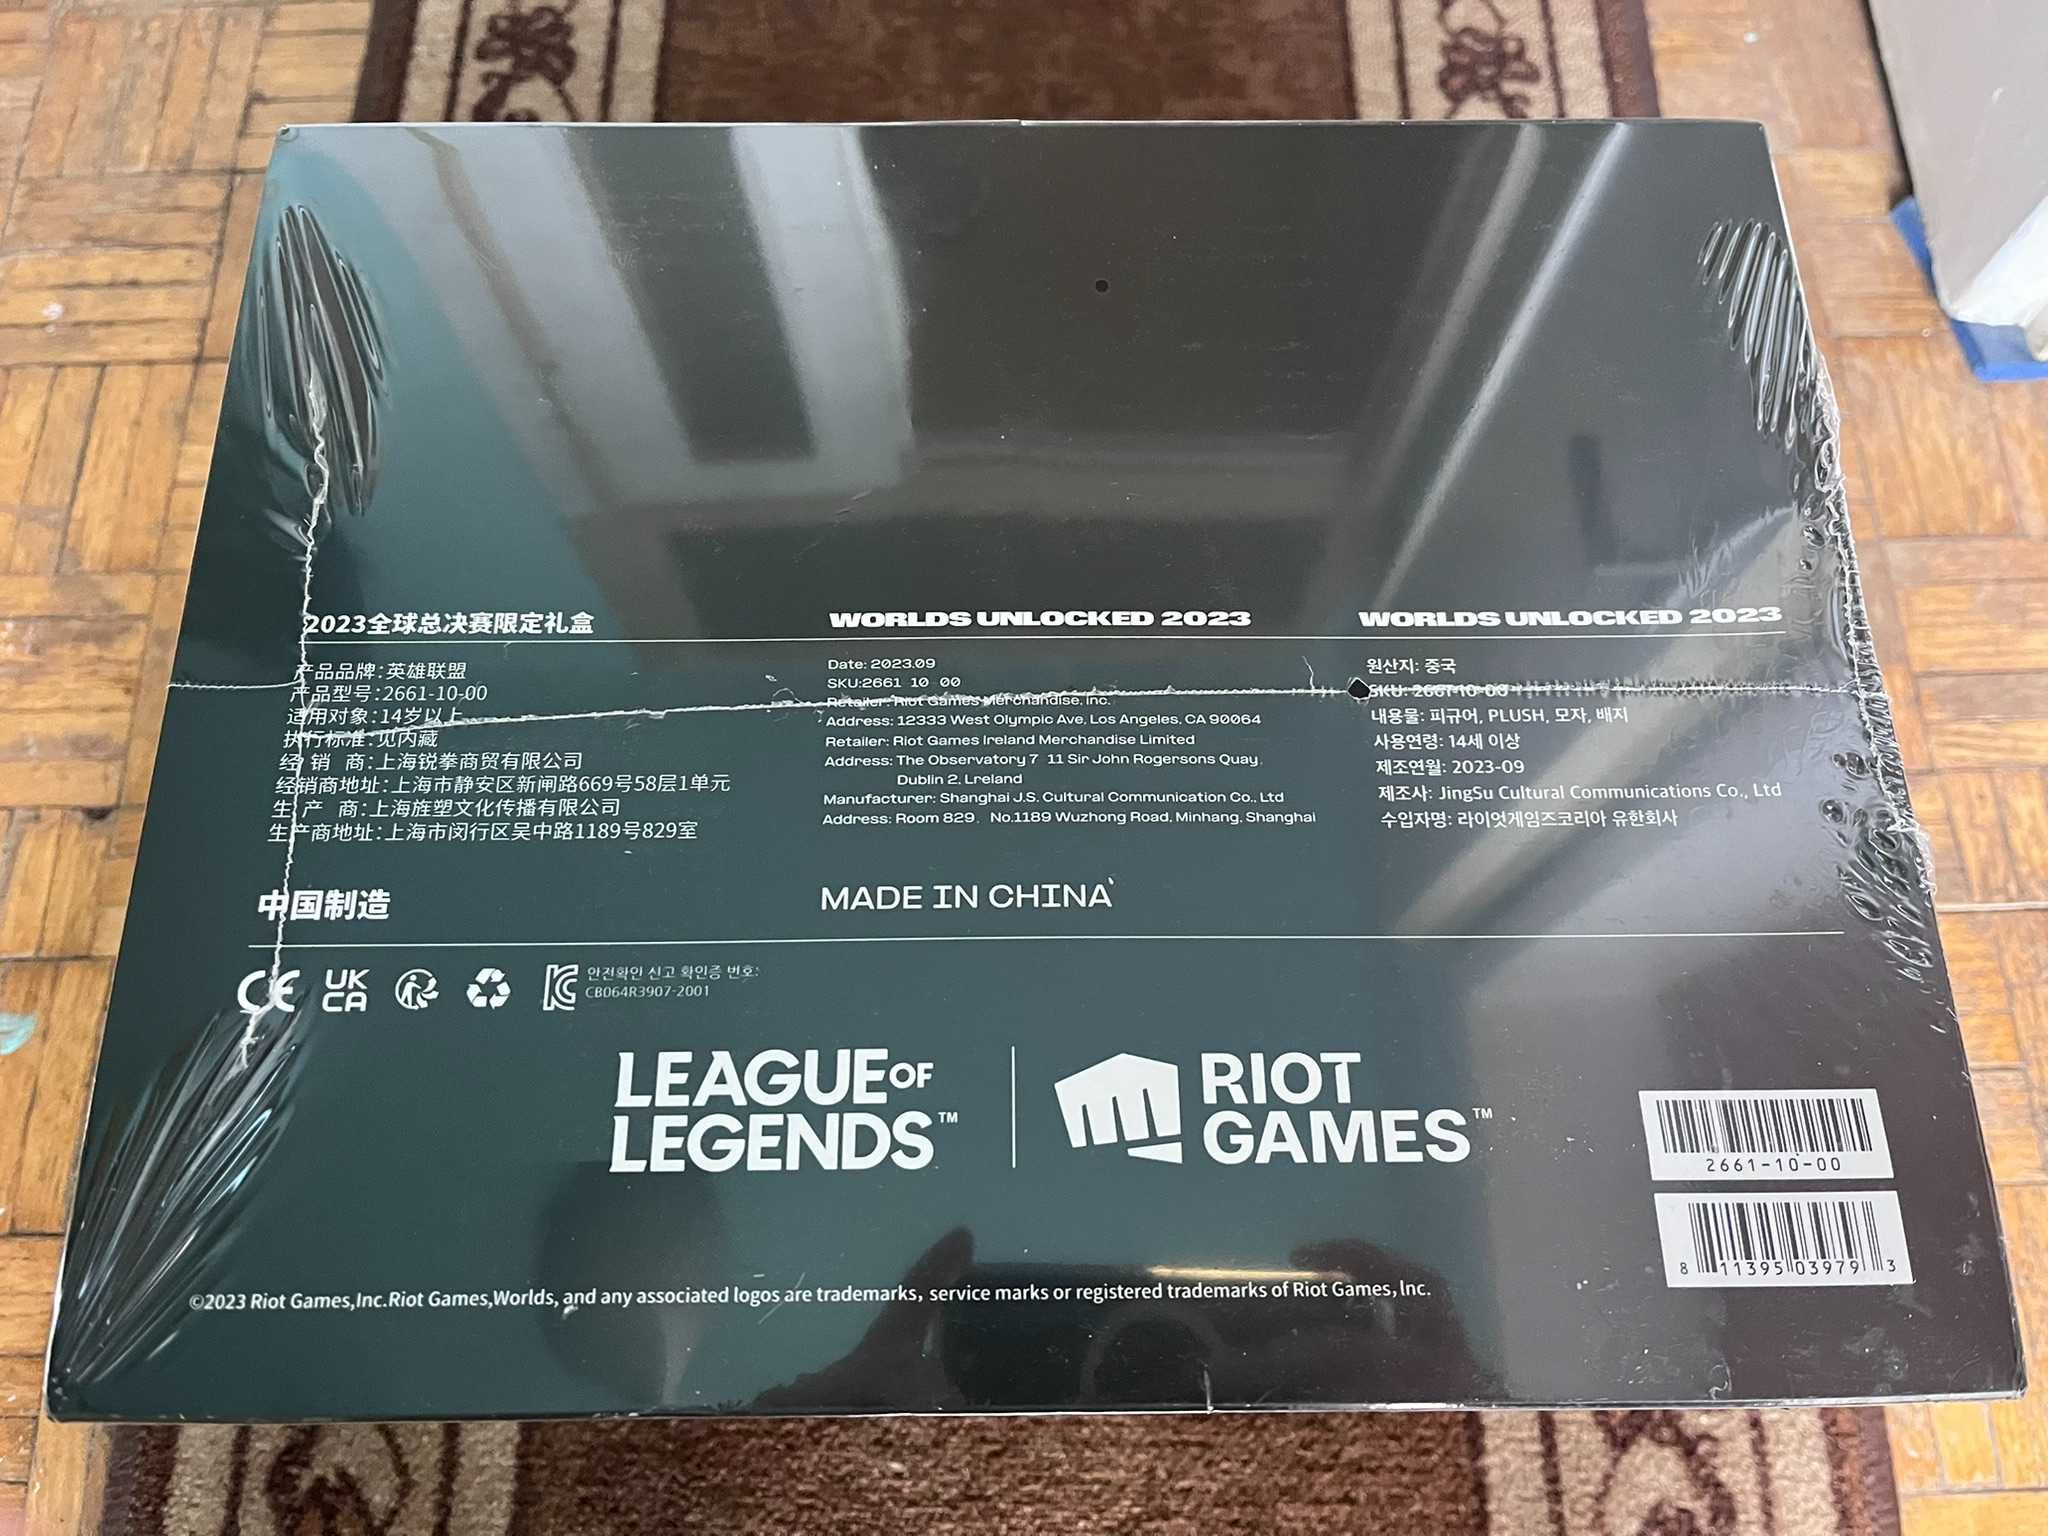 2023全球总决赛限定礼盒
产品品牌：英雄联盟
产品型号：2661-10-00
适用对象：14岁以上
执行标准：见内藏
经 销 商：上海锐拳商贸有限公司
经销商地址：上海市静安区新闸路669号58层1单元
生 产 商：上海旌塑文化传播有限公司
生产商地址：上海市闵行区吴中路1189号829室
中国制造
WORLDS UNLOCKED 2023
Date: 2023.09
SKU:2661 10 00
Retailer: Riot Games Merchandise, Inc.
Address: 12333 West Olympic Ave, Los Angeles, CA 90064
Retailer: Riot Games Ireland Merchandise Limited
Address: The Observatory 7 11 Sir John Rogersons Quay,
Dublin 2, Lreland
Manufacturer: Shanghai J.S. Cultural Communication Co., Ltd
Address: Room 829, No.1189 Wuzhong Road, Minhang, Shanghai
MADE IN CHINA
WORLDS UNLOCKED 2023
원산지: 중국
SKU: 2661-10-00
내용물: 피규어, PLUSH, 모자, 배지
사용연령: 14세 이상
제조연월: 2023-09
제조사: JingSu Cultural Communications Co., Ltd
수입자명: 라이엇게임즈코리아 유한회사
CE
UK
CA
안전확인 신고 확인증 번호:
CB064R3907-2001
LEAGUE OF
LEGENDS™
RIOT
GAMES™
2661-10-00
8 11395 03979 3
©2023 Riot Games,Inc.Riot Games,Worlds, and any associated logos are trademarks, service marks or registered trademarks of Riot Games, Inc.